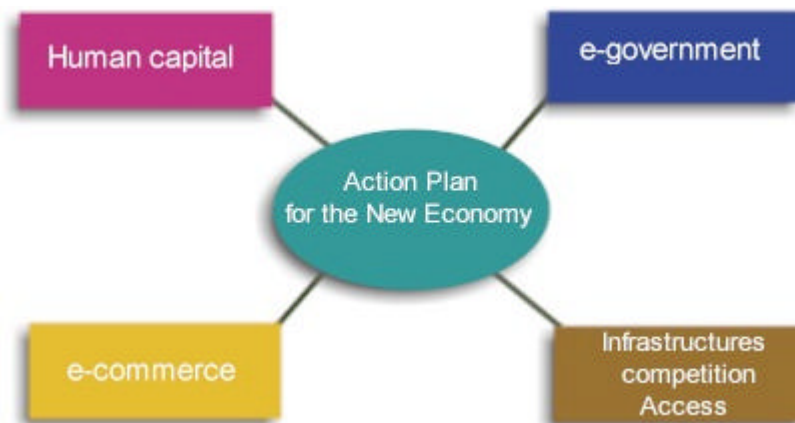 Human capital
e-government
Action Plan
for the New Economy
e-commerce
Infrastructures
competition
Access